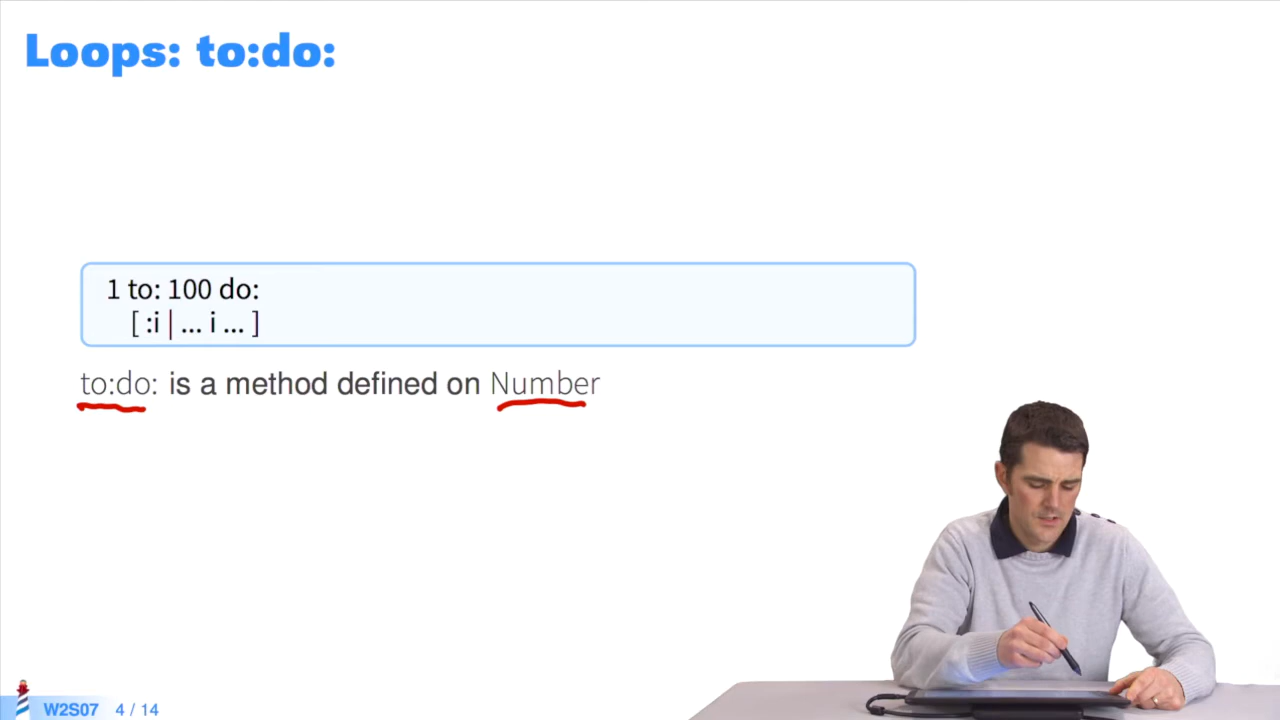 Loops: to:do:
1 to: 100 do:
[ :i | ... i ... ]
to:do: is a method defined on Number
W2S07 4 / 14